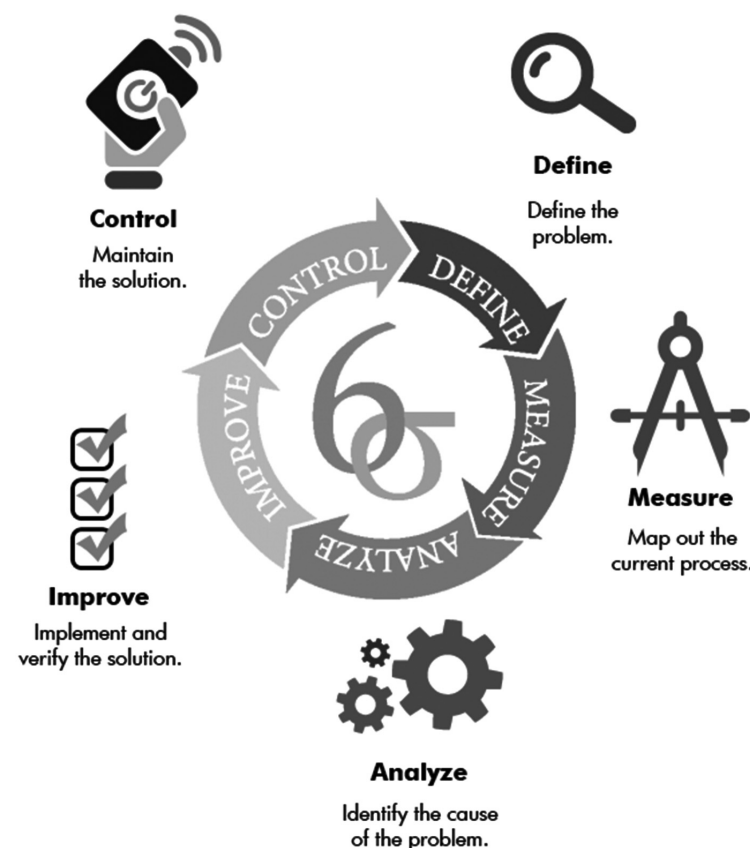 Control
Maintain
the solution.
Define
Define the
problem.
CONTROL
DEFINE
MEASURE
ANALYZE
IMPROVE
6σ
Measure
Map out the
current process.
Improve
Implement and
verify the solution.
Analyze
Identify the cause
of the problem.